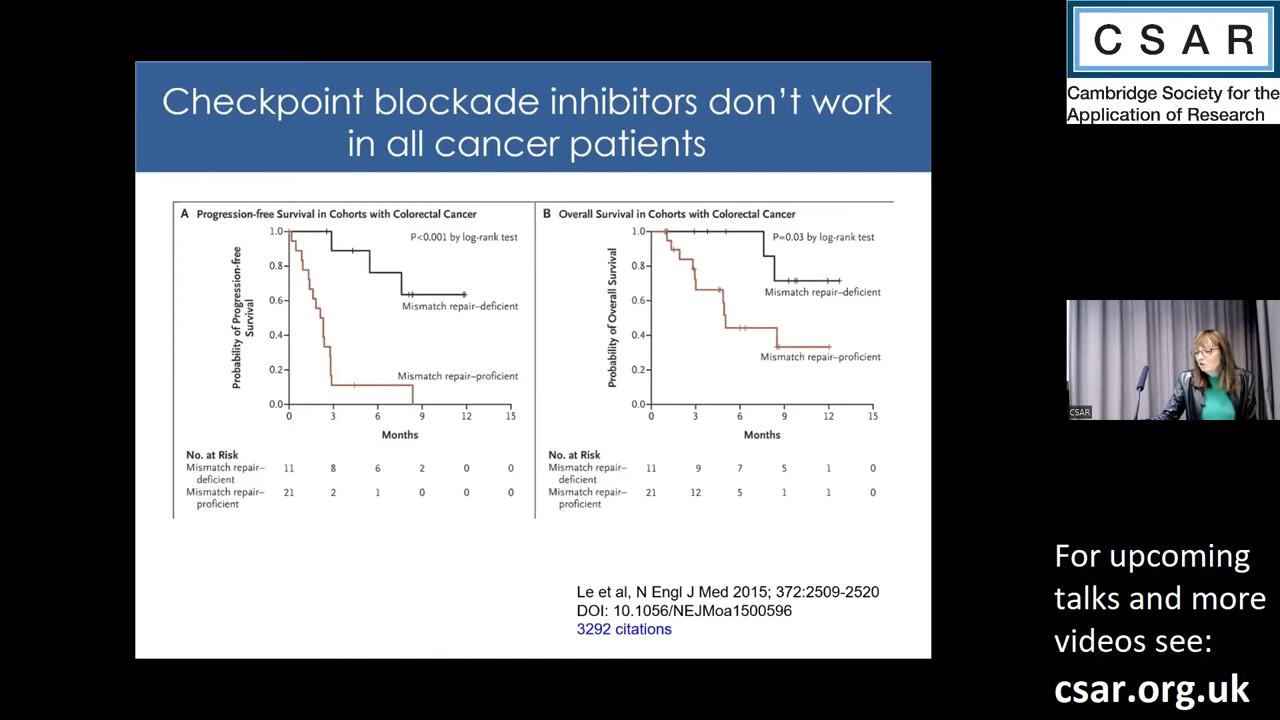 Checkpoint blockade inhibitors don't work
in all cancer patients
A Progression-free Survival in Cohorts with Colorectal Cancer
P<0.001 by log-rank test
Probability of Progression-free
Survival
1.0
0.8
0.6
0.4
0.2
0.0
Mismatch repair–deficient
Mismatch repair–proficient
0 3 6 9 12 15
Months
No. at Risk
Mismatch repair– 11 8 6 2 0 0
deficient
Mismatch repair– 21 2 1 0 0 0
proficient
B Overall Survival in Cohorts with Colorectal Cancer
P=0.03 by log-rank test
Probability of Overall Survival
1.0
0.8
0.6
0.4
0.2
0.0
Mismatch repair–deficient
Mismatch repair–proficient
0 3 6 9 12 15
Months
No. at Risk
Mismatch repair– 11 9 7 5 1 0
deficient
Mismatch repair– 21 12 5 1 1 0
proficient
Le et al, N Engl J Med 2015; 372:2509-2520
DOI: 10.1056/NEJMoa1500596
3292 citations
C S A R
Cambridge Society for the
Application of Research
CSAR
For upcoming
talks and more
videos see:
csar.org.uk